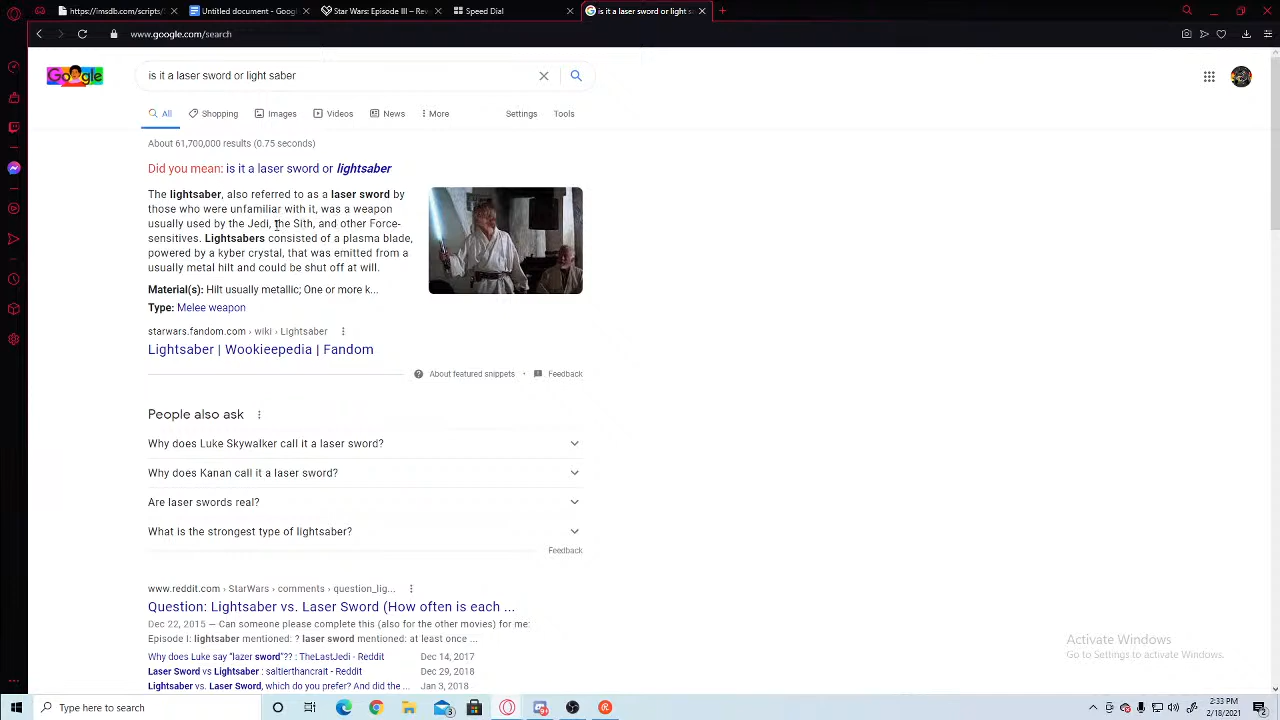 https://imsdb.com/scripts/S
Untitled document - Googl
Star Wars Episode III – Rev
Speed Dial
is it a laser sword or light s
www.google.com/search
Google
is it a laser sword or light saber
All
Shopping
Images
Videos
News
More
Settings
Tools
About 61,700,000 results (0.75 seconds)
Did you mean: is it a laser sword or lightsaber
The lightsaber, also referred to as a laser sword by
those who were unfamiliar with it, was a weapon
usually used by the Jedi, the Sith, and other Force-
sensitives. Lightsabers consisted of a plasma blade,
powered by a kyber crystal, that was emitted from a
usually metal hilt and could be shut off at will.
Material(s): Hilt usually metallic; One or more k...
Type: Melee weapon
starwars.fandom.com › wiki › Lightsaber
Lightsaber | Wookieepedia | Fandom
About featured snippets • Feedback
People also ask
Why does Luke Skywalker call it a laser sword?
Why does Kanan call it a laser sword?
Are laser swords real?
What is the strongest type of lightsaber?
Feedback
www.reddit.com › StarWars › comments › question_lig...
Question: Lightsaber vs. Laser Sword (How often is each ...
Dec 22, 2015 — Can someone please complete this (also for the other movies) for me:
Episode I: lightsaber mentioned: ? laser sword mentioned: at least once ...
Why does Luke say "lazer sword"?? : TheLastJedi - Reddit Dec 14, 2017
Laser Sword vs Lightsaber : saltierthancrait - Reddit Dec 29, 2018
Lightsaber vs. Laser Sword, which do you prefer? And did the ... Jan 3, 2018
Activate Windows
Go to Settings to activate Windows.
Type here to search
2:33 PM
2/18/2021